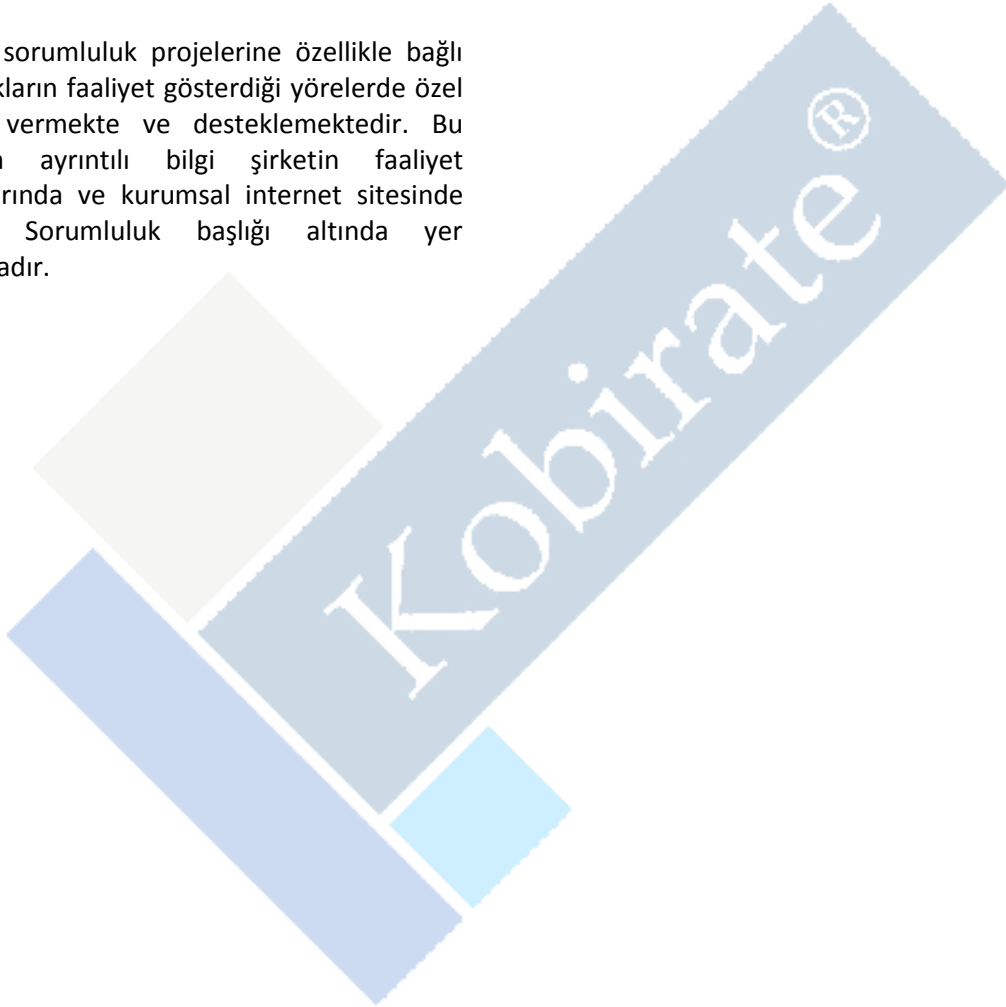 sorumluluk projelerine özellikle bağlı
kların faaliyet gösterdiği yörelerde özel
vermekte ve desteklemektedir. Bu
ayrıntılı bilgi şirketin faaliyet
rında ve kurumsal internet sitesinde
Sorumluluk başlığı altında yer
adır.
Kobirate ®